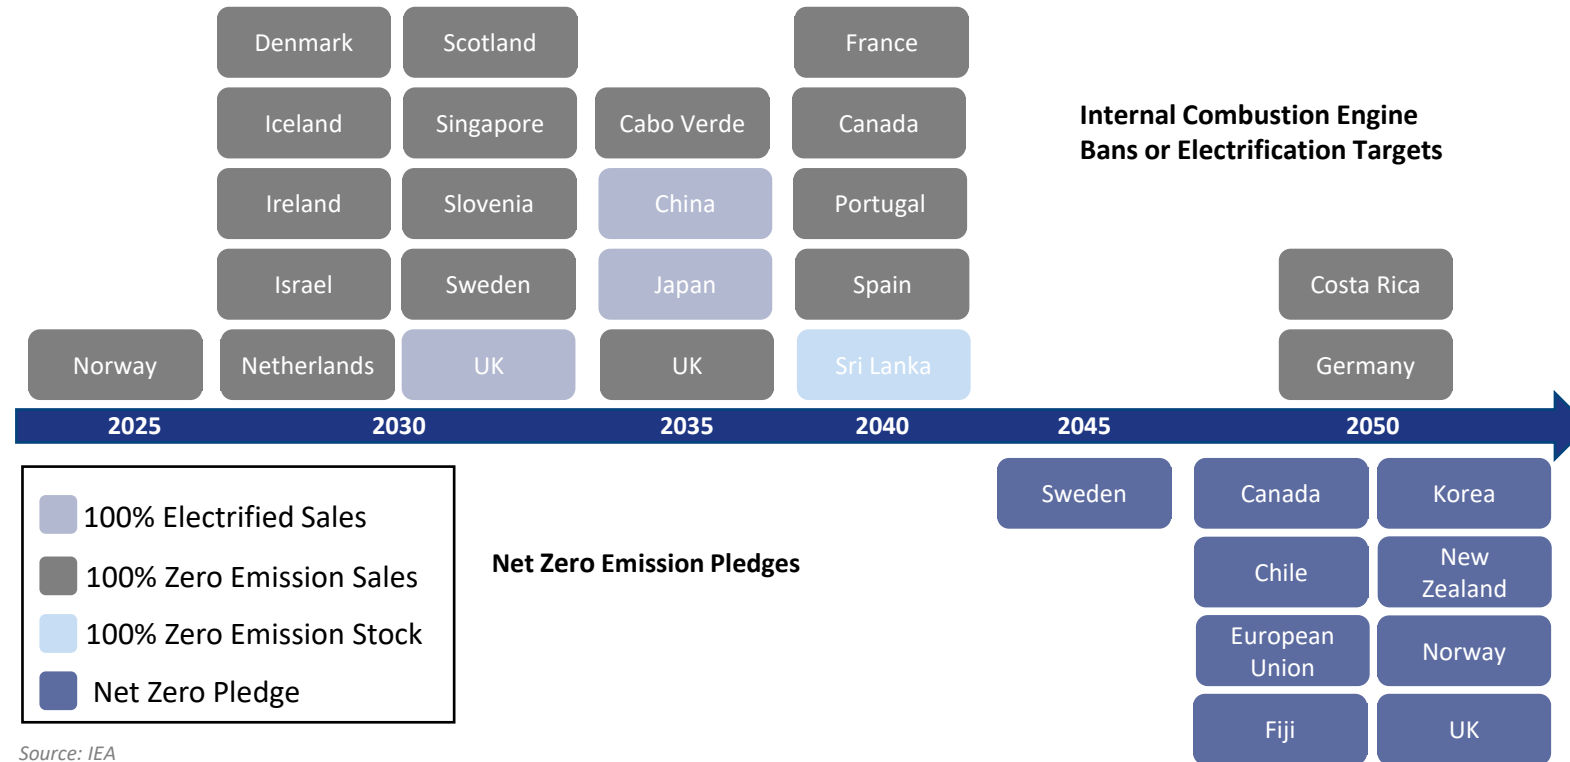 Denmark
Scotland
France
Iceland
Singapore
Cabo Verde
Canada
Internal Combustion Engine
Bans or Electrification Targets
Ireland
Slovenia
China
Portugal
Israel
Sweden
Japan
Spain
Costa Rica
Norway
Netherlands
UK
UK
Sri Lanka
Germany
2025
2030
2035
2040
2045
2050
100% Electrified Sales
100% Zero Emission Sales
100% Zero Emission Stock
Net Zero Pledge
Net Zero Emission Pledges
Sweden
Canada
Korea
Chile
New
Zealand
European
Union
Norway
Fiji
UK
Source: IEA